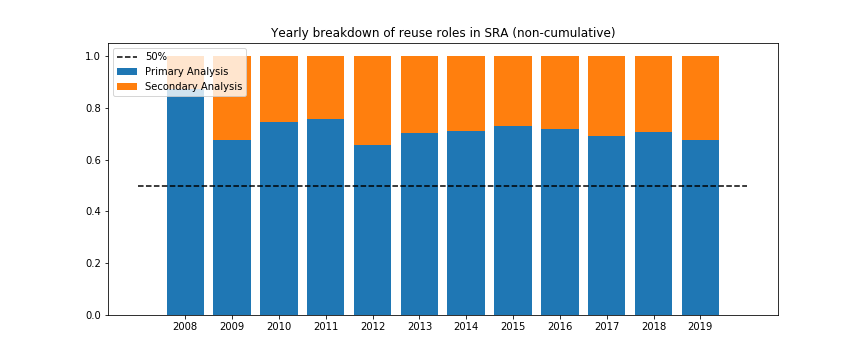 Yearly breakdown of reuse roles in SRA (non-cumulative)
50%
Primary Analysis
Secondary Analysis
1.0
0.8
0.6
0.4
0.2
0.0
2008 2009 2010 2011 2012 2013 2014 2015 2016 2017 2018 2019